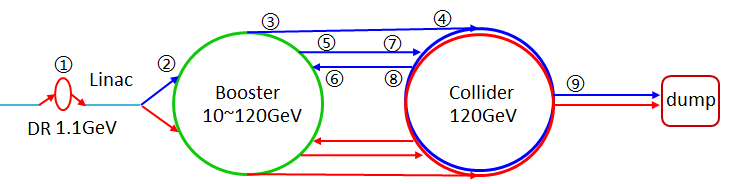 ③
④
①
Linac
②
⑤
⑦
⑥
⑧
⑨
DR 1.1GeV
Booster
10~120GeV
Collider
120GeV
dump